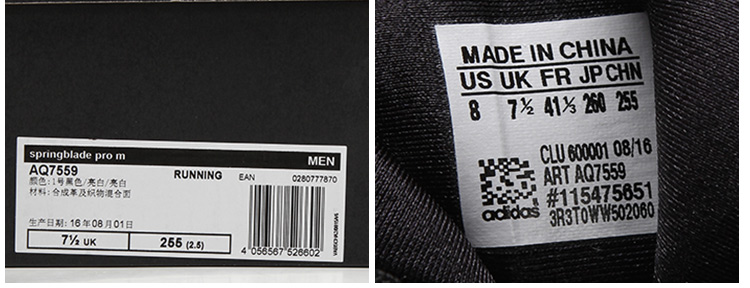 springblade pro m
MEN
AQ7559
RUNNING
EAN
0280777870
颜色: 1号黑色/亮白/亮白
材料: 合成革及织物混合面
生产日期: 16年08月01日
7½ UK
255 (2.5)
4 056567 526602
MADE IN CHINA
US UK FR JP CHN
8 7½ 41⅓ 260 255
CLU 600001 08/16
ART AQ7559
#115475651
3R3T0WW502060
adidas